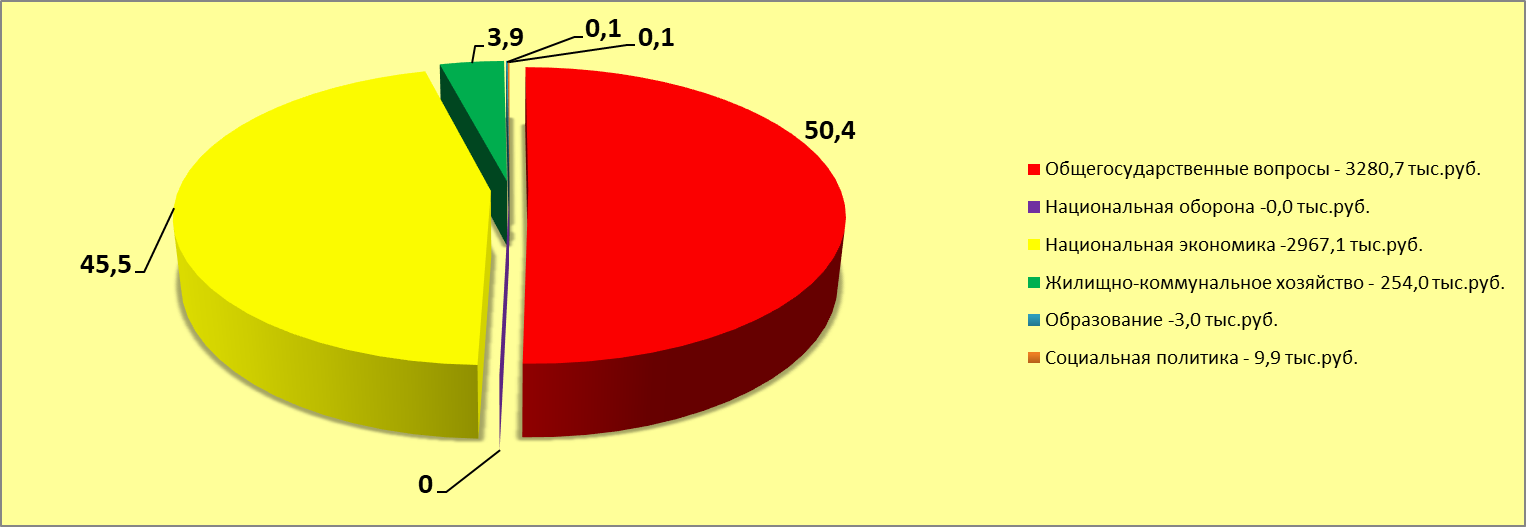 3,9
0,1
0,1
50,4
45,5
0
Общегосударственные вопросы - 3280,7 тыс.руб.
Национальная оборона -0,0 тыс.руб.
Национальная экономика -2967,1 тыс.руб.
Жилищно-коммунальное хозяйство - 254,0 тыс.руб.
Образование -3,0 тыс.руб.
Социальная политика - 9,9 тыс.руб.